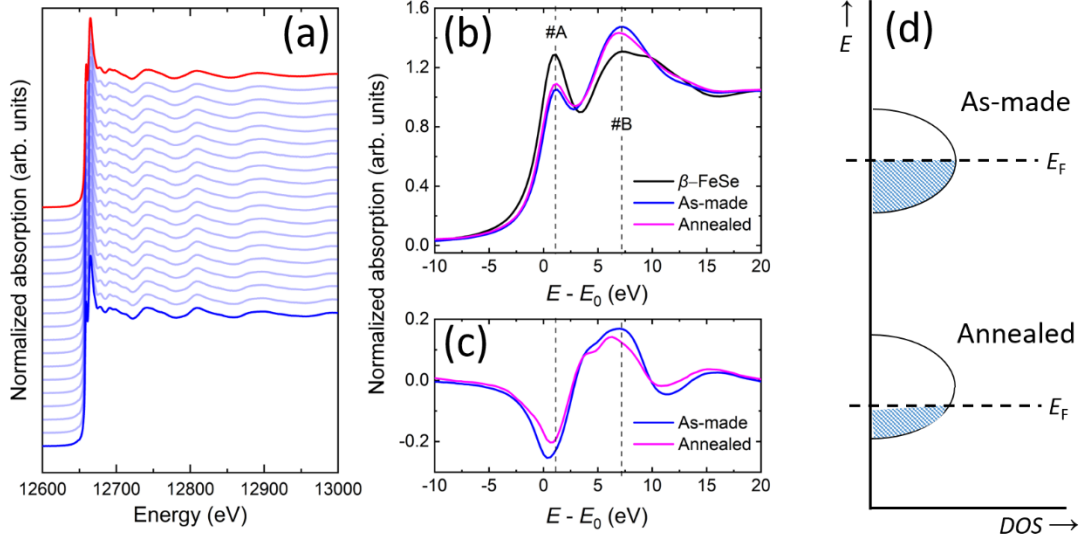 (a)
Normalized absorption (arb. units)
12600 12700 12800 12900 13000
Energy (eV)
(b)
#A
#B
β–FeSe
As-made
Annealed
1.6
1.2
0.8
0.4
0.0
-10 -5 0 5 10 15 20
E - E0 (eV)
Normalized absorption (arb. units)
(c)
0.2
0.0
-0.2
As-made
Annealed
-10 -5 0 5 10 15 20
E - E0 (eV)
(d)
E →
As-made
EF
Annealed
EF
DOS →